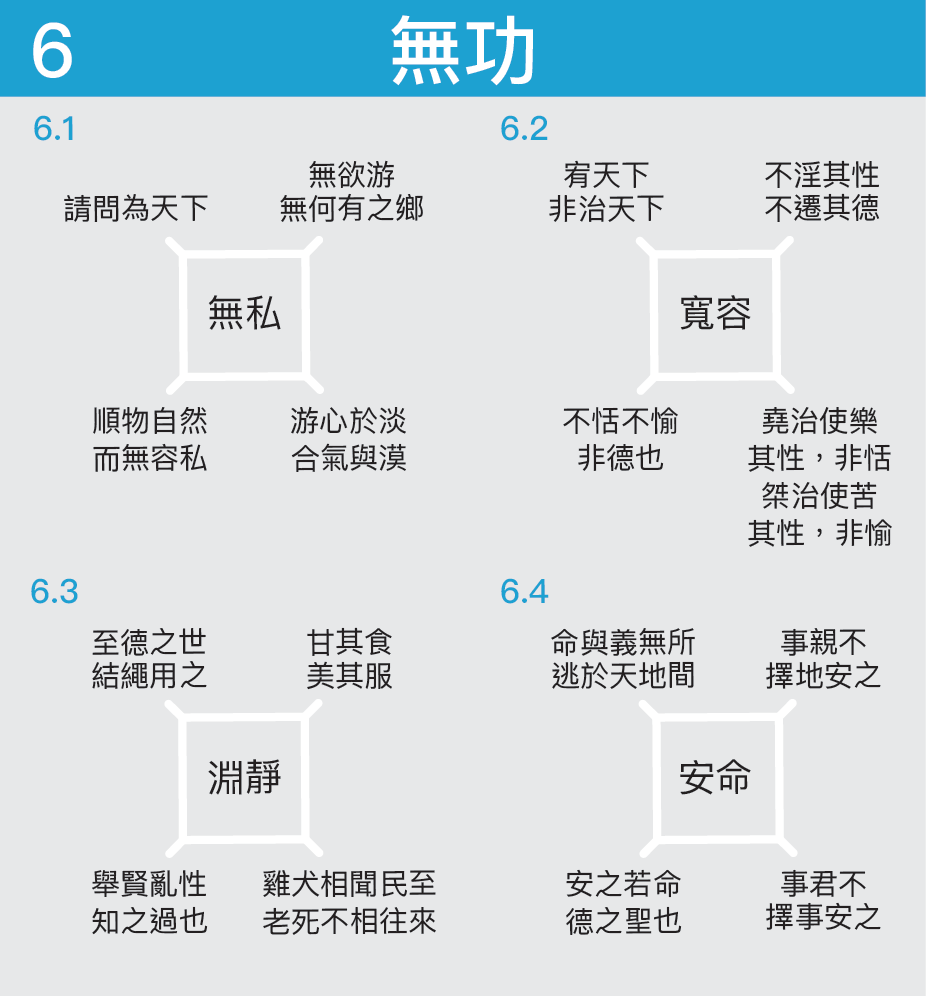 6
無功
6.1
請問為天下
無欲游
無何有之鄉
無私
順物自然
而無容私
游心於淡
合氣與漠
6.2
宥天下
非治天下
不淫其性
不遷其德
寬容
不恬不愉
非德也
堯治使樂
其性，非恬
桀治使苦
其性，非愉
6.3
至德之世
結繩用之
甘其食
美其服
淵靜
舉賢亂性
知之過也
雞犬相聞民至
老死不相往來
6.4
命與義無所
逃於天地間
事親不
擇地安之
安命
安之若命
德之聖也
事君不
擇事安之